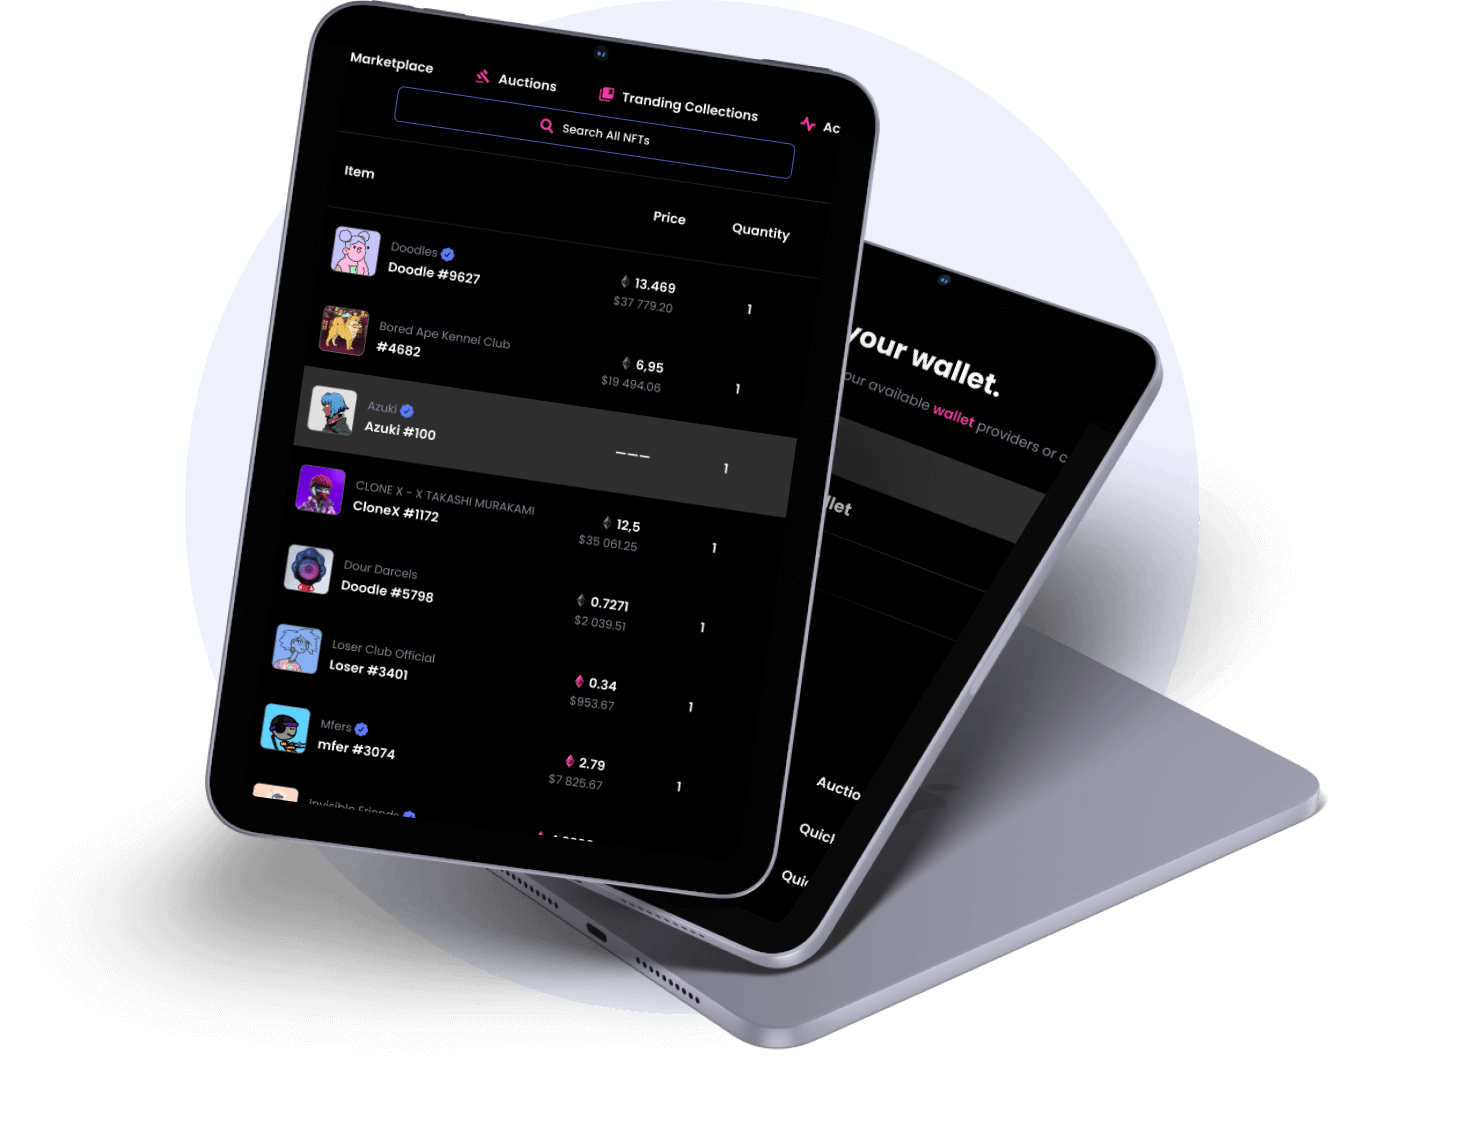 Marketplace
Auctions
Tranding Collections
Ac
Search All NFTs
Item
Price
Quantity
Doodles
Doodle #9627
13.469
$37 779.20
1
Bored Ape Kennel Club
#4682
6,95
$19 494.06
1
Azuki
Azuki #100
---
1
CLONE X - X TAKASHI MURAKAMI
CloneX #1172
12,5
$35 061.25
1
Dour Darcels
Doodle #5798
0.7271
$2 039.51
1
Loser Club Official
Loser #3401
0.34
$953.67
1
Mfers
mfer #3074
2.79
$7 825.67
1
Invisible Friends
your wallet.
our available wallet providers or c
llet
Auctio
Quick
Quic